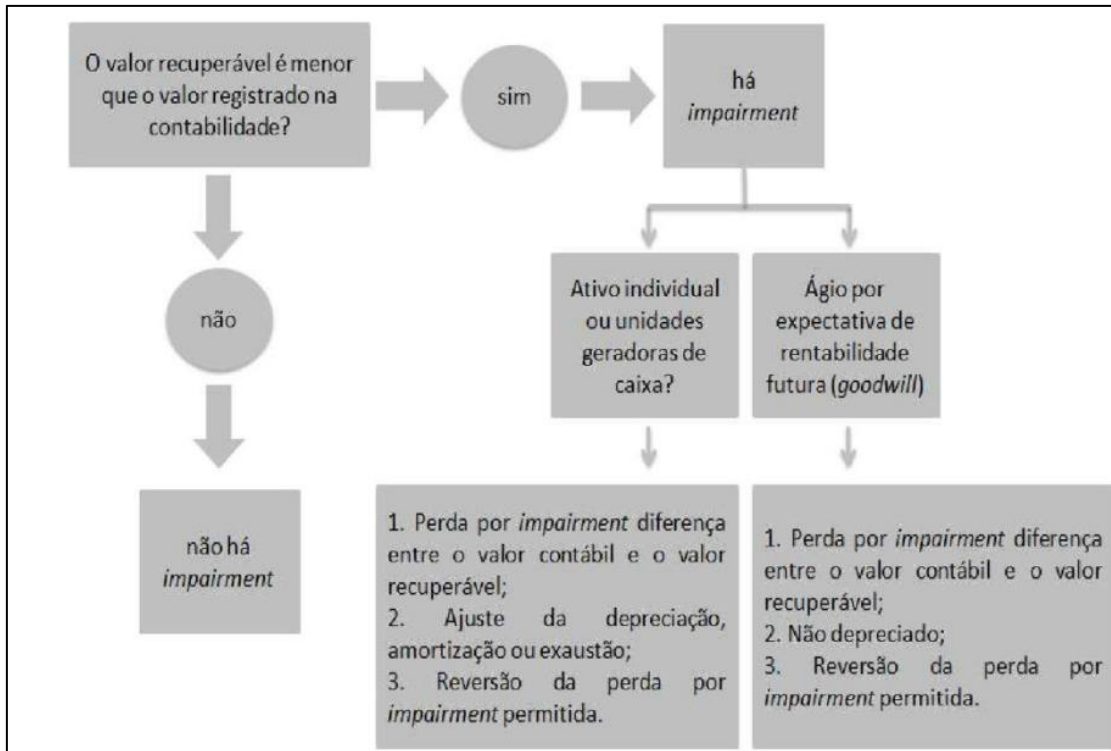 O valor recuperável é menor
que o valor registrado na
contabilidade?
sim
há
impairment
não
Ativo individual
ou unidades
geradoras de
caixa?
Ágio por
expectativa de
rentabilidade
futura (goodwill)
não há
impairment
1. Perda por impairment diferença
entre o valor contábil e o valor
recuperável;
2. Ajuste da depreciação,
amortização ou exaustão;
3. Reversão da perda por
impairment permitida.
1. Perda por impairment diferença
entre o valor contábil e o valor
recuperável;
2. Não depreciado;
3. Reversão da perda por
impairment permitida.